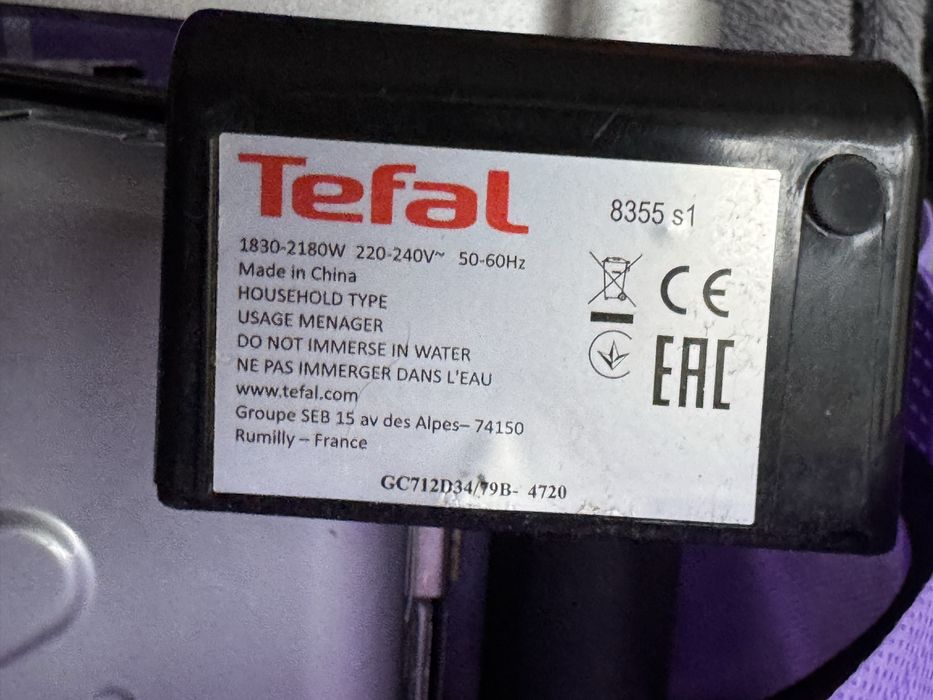 Tefal
8355 s1
1830-2180W 220-240V~ 50-60Hz
Made in China
HOUSEHOLD TYPE
USAGE MENAGER
DO NOT IMMERSE IN WATER
NE PAS IMMERGER DANS L'EAU
www.tefal.com
Groupe SEB 15 av des Alpes– 74150
Rumilly – France
CE
EAC
GC712D34/79B- 4720